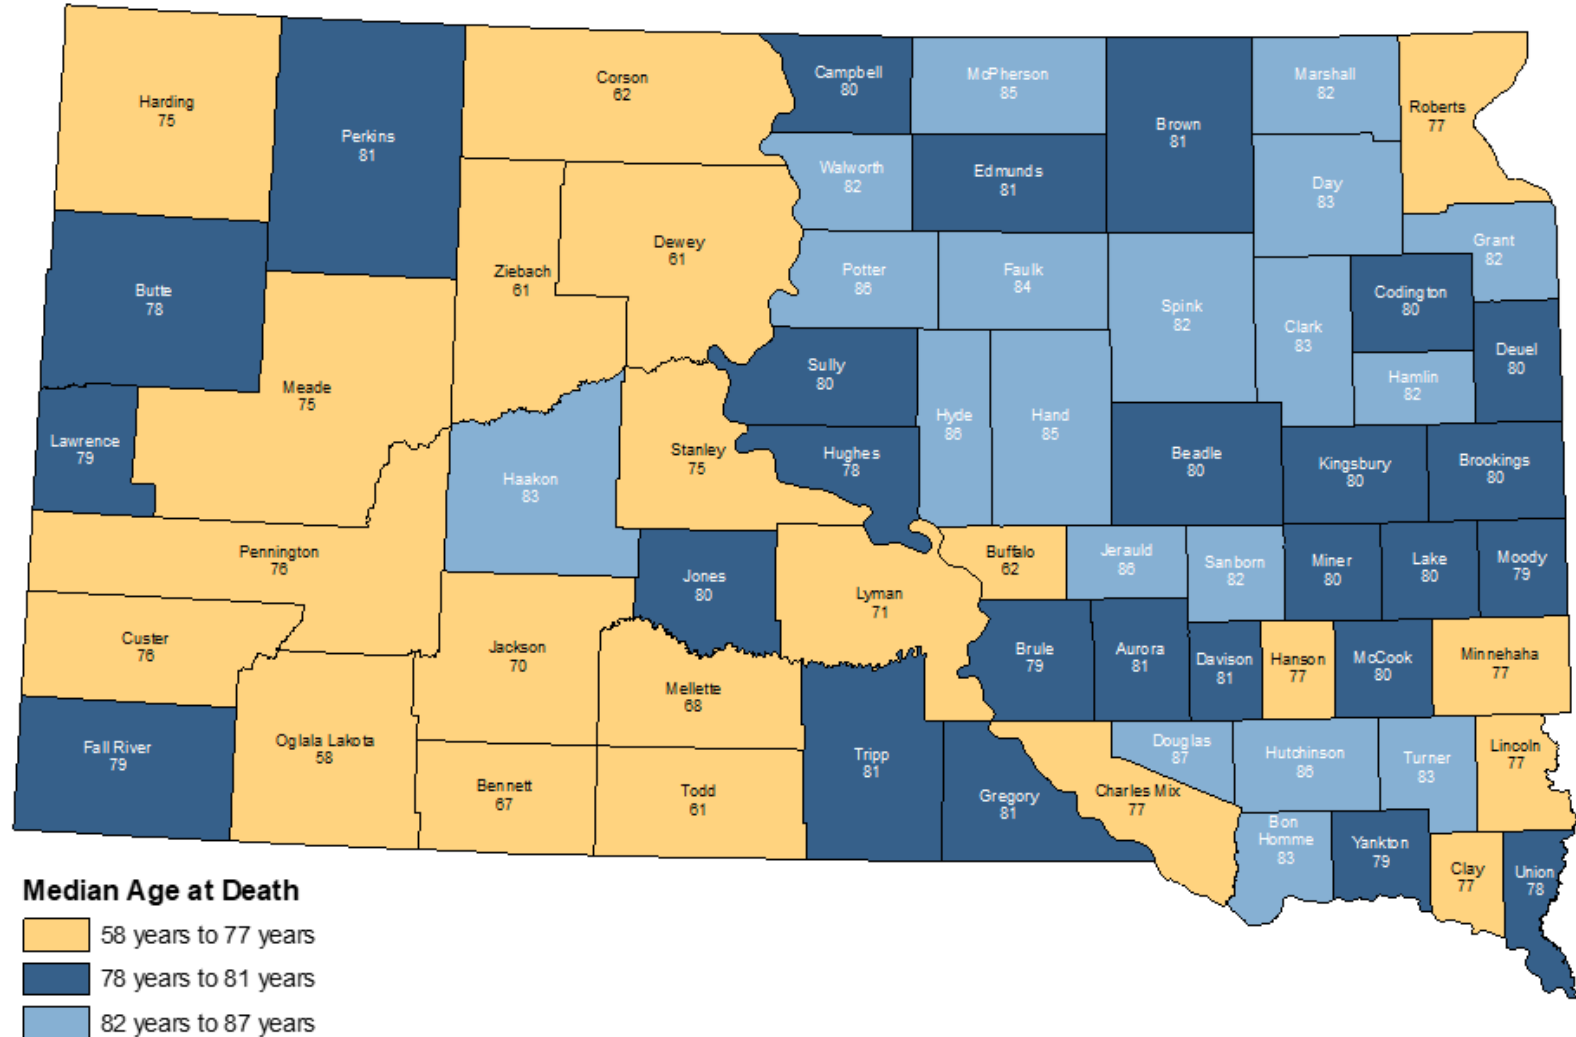 Harding
75
Perkins
81
Corson
62
Campbell
80
McPherson
85
Brown
81
Marshall
82
Roberts
77
Walworth
82
Edmunds
81
Day
83
Grant
82
Butte
78
Ziebach
61
Dewey
61
Potter
86
Faulk
84
Spink
82
Clark
83
Codington
80
Deuel
80
Hamlin
82
Meade
75
Sully
80
Hyde
86
Hand
85
Lawrence
79
Haakon
83
Stanley
75
Hughes
78
Beadle
80
Kingsbury
80
Brookings
80
Pennington
76
Jones
80
Lyman
71
Buffalo
62
Jerauld
86
Sanborn
82
Miner
80
Lake
80
Moody
79
Custer
76
Jackson
70
Mellette
68
Brule
79
Aurora
81
Davison
81
Hanson
77
McCook
80
Minnehaha
77
Fall River
79
Oglala Lakota
58
Bennett
67
Todd
61
Tripp
81
Gregory
81
Charles Mix
77
Douglas
87
Hutchinson
86
Turner
83
Lincoln
77
Bon
Homme
83
Yankton
79
Clay
77
Union
78
Median Age at Death
58 years to 77 years
78 years to 81 years
82 years to 87 years